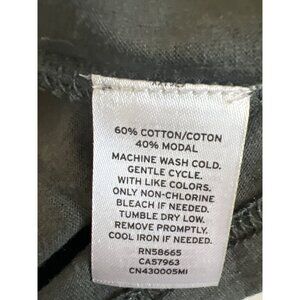 60% COTTON/COTON
40% MODAL
MACHINE WASH COLD.
GENTLE CYCLE.
WITH LIKE COLORS.
ONLY NON-CHLORINE
BLEACH IF NEEDED.
TUMBLE DRY LOW.
REMOVE PROMPTLY.
COOL IRON IF NEEDED.
RN58665
CA57963
CN430005MI